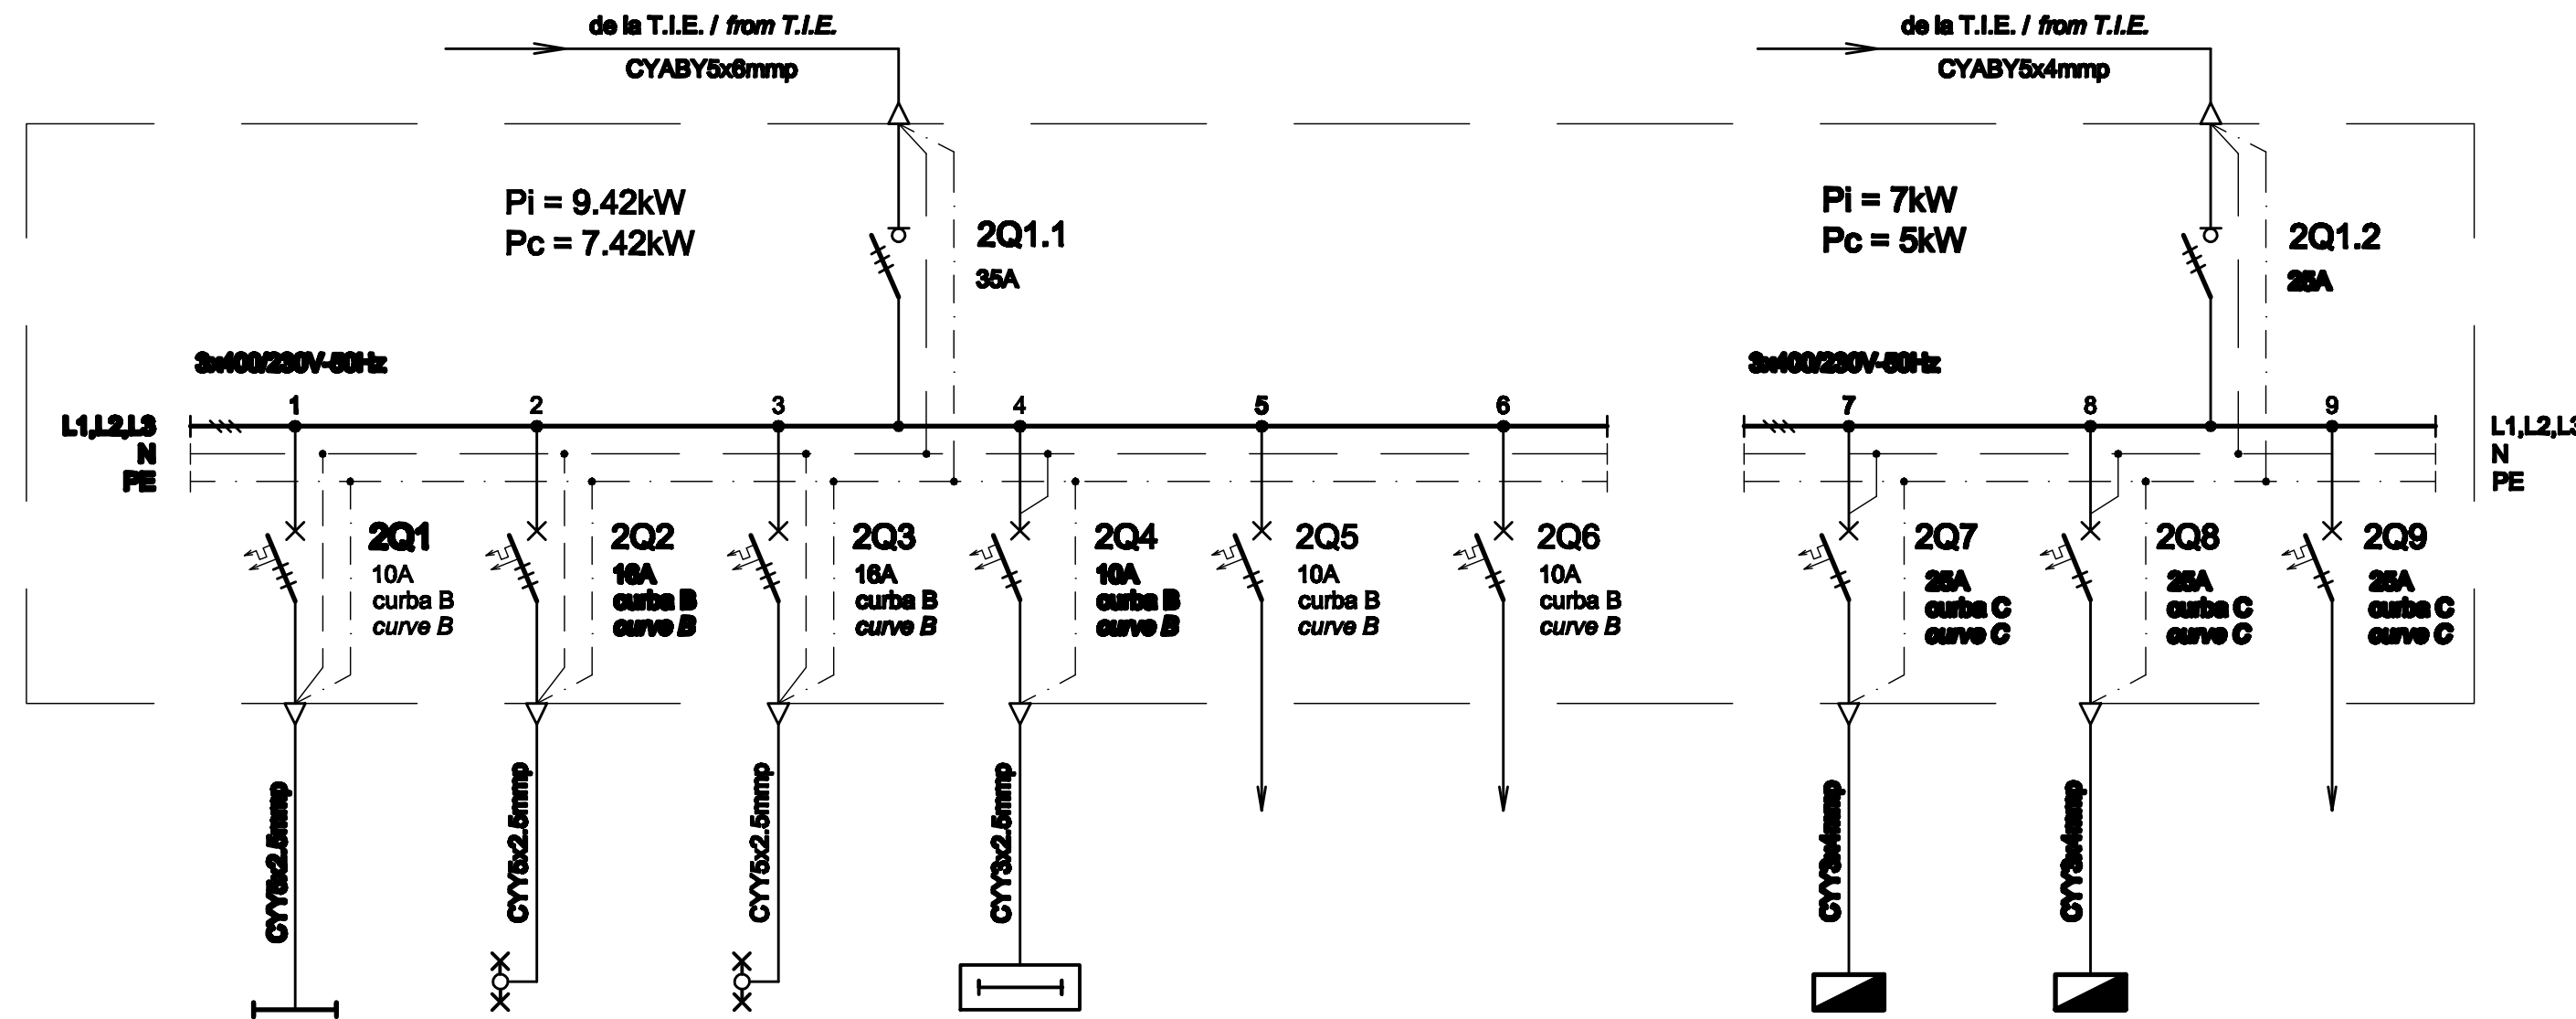 de la T.I.E. / from T.I.E.
CYABY5x6mmp
de la T.I.E. / from T.I.E.
CYABY5x4mmp
Pi = 9.42kW
Pc = 7.42kW
2Q1.1
35A
Pi = 7kW
Pc = 5kW
2Q1.2
25A
3x400/230V-50Hz
3x400/230V-50Hz
1 2 3 4 5 6
7 8 9
L1,L2,L3
N
PE
L1,L2,L3
N
PE
2Q1
10A
curba B
curve B
2Q2
16A
curba B
curve B
2Q3
16A
curba B
curve B
2Q4
10A
curba B
curve B
2Q5
10A
curba B
curve B
2Q6
10A
curba B
curve B
2Q7
25A
curba C
curve C
2Q8
25A
curba C
curve C
2Q9
25A
curba C
curve C
CYY5x2.5mmp
CYY5x2.5mmp
CYY5x2.5mmp
CYY3x2.5mmp
CYY3x4mmp
CYY3x4mmp